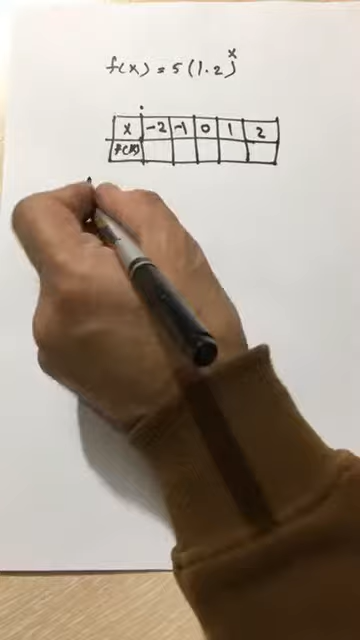 f(x) = 5(1.2)^x
x -2 -1 0 1 2
f(x)